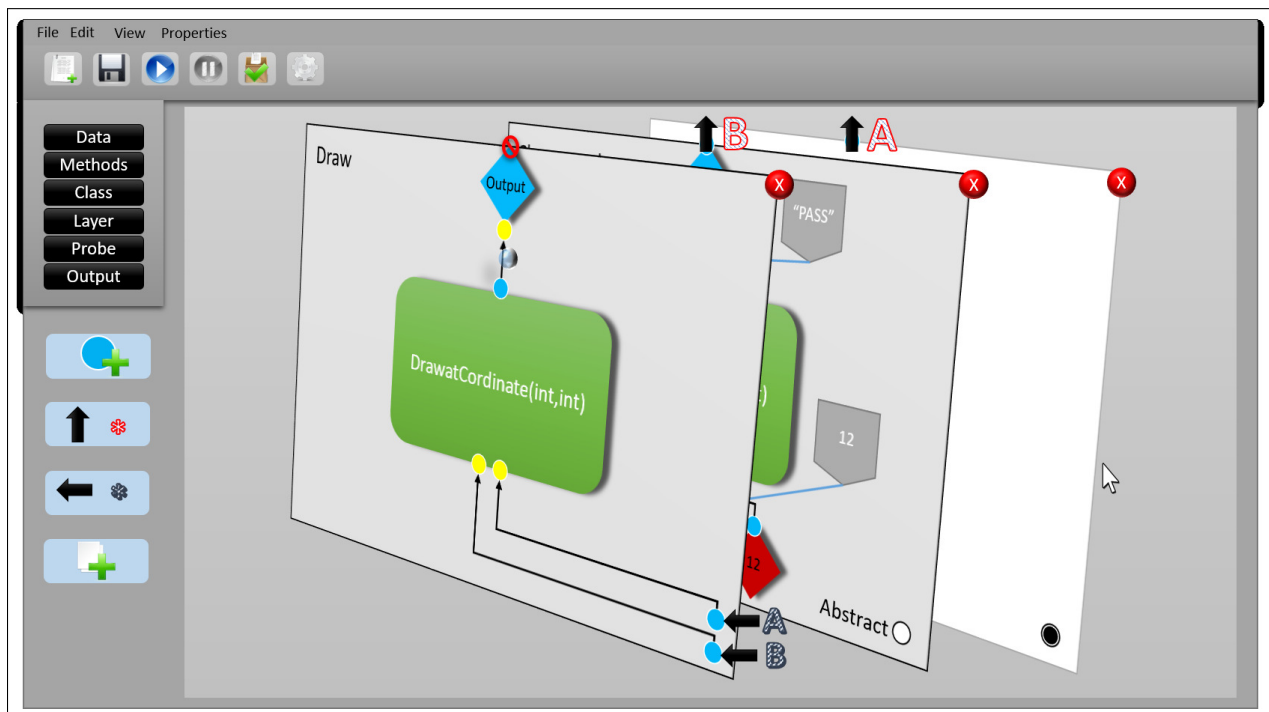 File Edit View Properties
Data
Methods
Class
Layer
Probe
Output
Draw
Output
DrawatCordinate(int,int)
A
B
B
A
X
X
X
"PASS"
)
12
12
Abstract